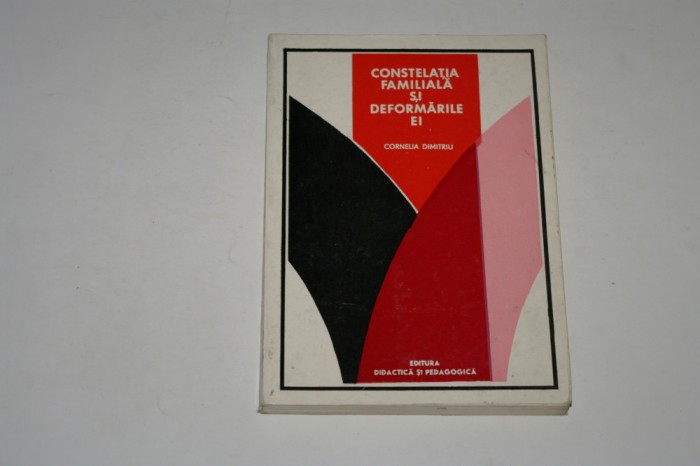 CONSTELAȚIA
FAMILIALĂ
ȘI
DEFORMĂRILE
EI
CORNELIA DIMITRIU
EDITURA
DIDACTICĂ ȘI PEDAGOGICĂ